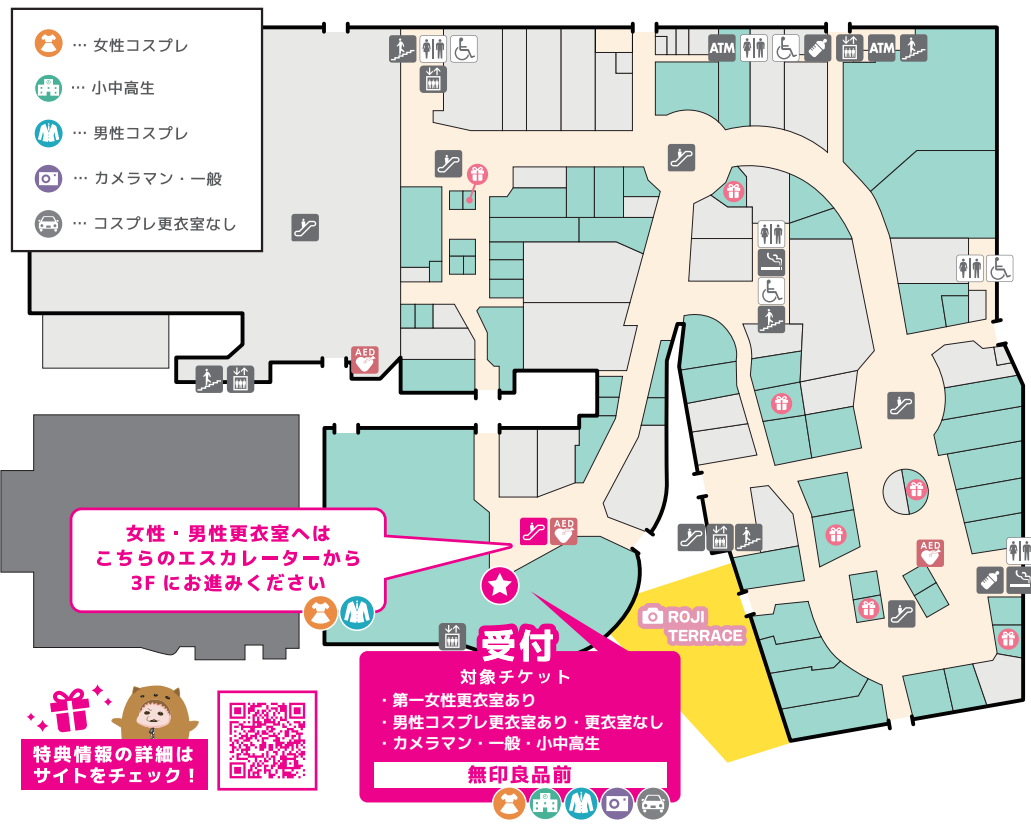 … 女性コスプレ
… 小中高生
… 男性コスプレ
… カメラマン・一般
… コスプレ更衣室なし
ATM
ATM
AED
女性・男性更衣室へは
こちらのエスカレーターから
3Fにお進みください
AED
AED
ROJI
TERRACE
受付
対象チケット
・第一女性更衣室あり
・男性コスプレ更衣室あり・更衣室なし
・カメラマン・一般・小中高生
無印良品前
特典情報の詳細は
サイトをチェック！